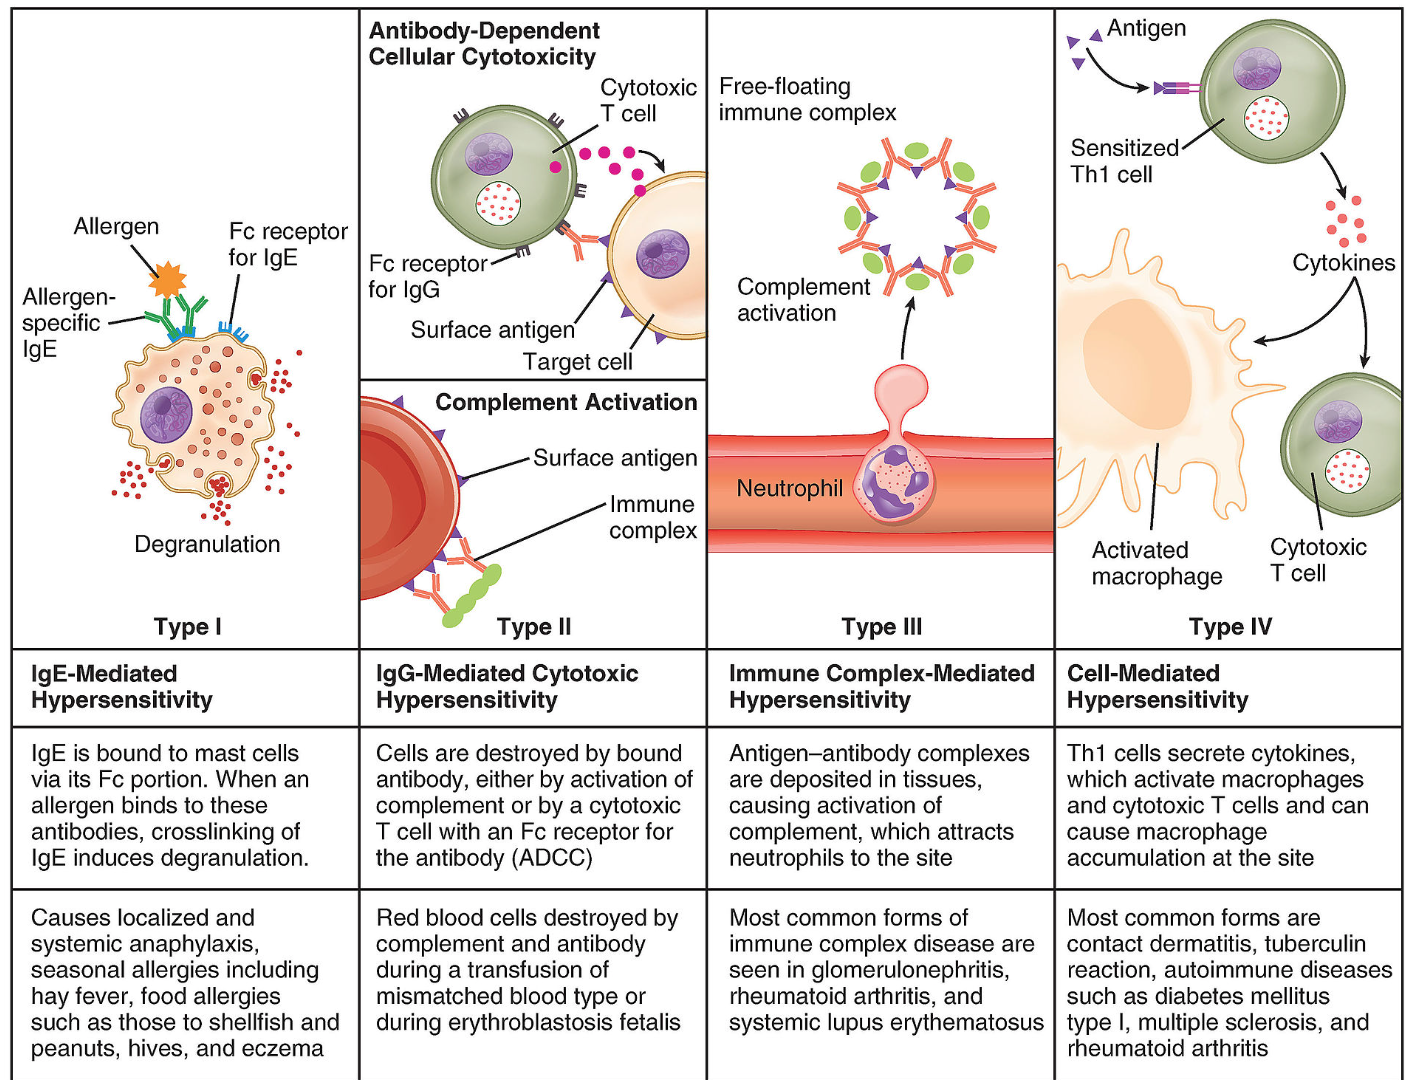 Allergen
Fc receptor
for IgE
Allergen-
specific
IgE
Degranulation
Type I
Antibody-Dependent
Cellular Cytotoxicity
Cytotoxic
T cell
Fc receptor
for IgG
Surface antigen
Target cell
Complement Activation
Surface antigen
Immune
complex
Type II
Free-floating
immune complex
Complement
activation
Neutrophil
Type III
Antigen
Sensitized
Th1 cell
Cytokines
Activated
macrophage
Cytotoxic
T cell
Type IV
IgE-Mediated
Hypersensitivity
IgG-Mediated Cytotoxic
Hypersensitivity
Immune Complex-Mediated
Hypersensitivity
Cell-Mediated
Hypersensitivity
IgE is bound to mast cells
via its Fc portion. When an
allergen binds to these
antibodies, crosslinking of
IgE induces degranulation.
Cells are destroyed by bound
antibody, either by activation of
complement or by a cytotoxic
T cell with an Fc receptor for
the antibody (ADCC)
Antigen–antibody complexes
are deposited in tissues,
causing activation of
complement, which attracts
neutrophils to the site
Th1 cells secrete cytokines,
which activate macrophages
and cytotoxic T cells and can
cause macrophage
accumulation at the site
Causes localized and
systemic anaphylaxis,
seasonal allergies including
hay fever, food allergies
such as those to shellfish and
peanuts, hives, and eczema
Red blood cells destroyed by
complement and antibody
during a transfusion of
mismatched blood type or
during erythroblastosis fetalis
Most common forms of
immune complex disease are
seen in glomerulonephritis,
rheumatoid arthritis, and
systemic lupus erythematosus
Most common forms are
contact dermatitis, tuberculin
reaction, autoimmune diseases
such as diabetes mellitus
type I, multiple sclerosis, and
rheumatoid arthritis